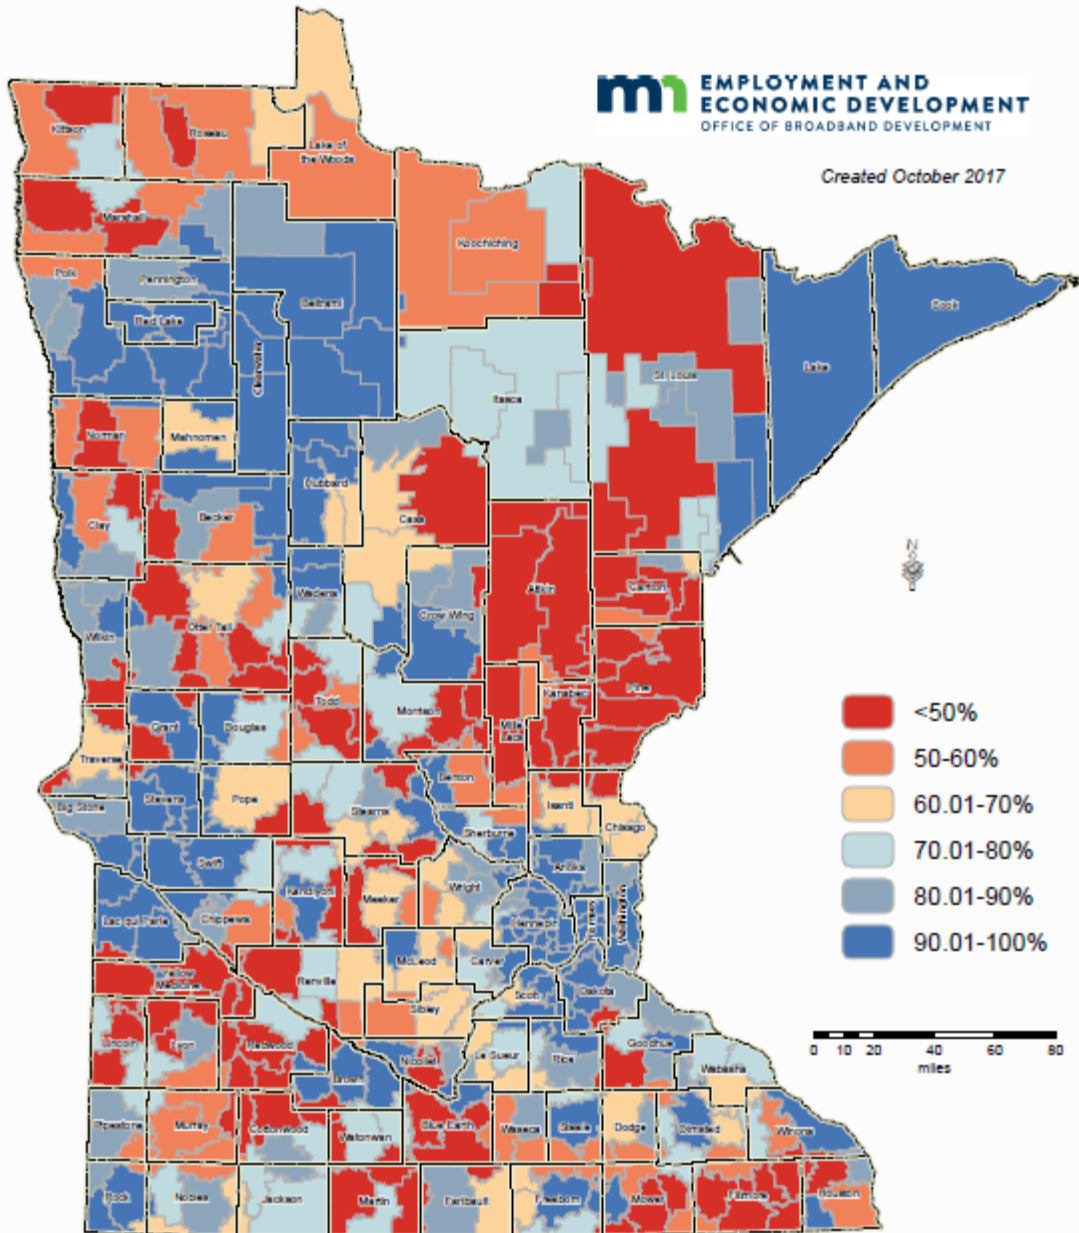 EMPLOYMENT AND
ECONOMIC DEVELOPMENT
OFFICE OF BROADBAND DEVELOPMENT
Created October 2017
Kittson
Roseau
Lake of
the Woods
Marshall
Koochiching
Polk
Pennington
Beltrami
Cook
Red Lake
Clearwater
Lake
St. Louis
Itasca
Norman
Mahnomen
Hubbard
Cass
Clay
Becker
N
Aitkin
Carlton
Wadena
Crow Wing
Otter Tail
Wilkin
Pine
Kanabec
Todd
Morrison
Mille
Lacs
Grant
Douglas
Traverse
Benton
Stevens
Pope
Big Stone
Stearns
Isanti
Chisago
Sherburne
Swift
Anoka
Kandiyohi
Wright
Meeker
Lac qui Parle
Chippewa
Hennepin
Ramsey
Washington
McLeod
Carver
Yellow
Medicine
Renville
Scott
Dakota
Sibley
Lincoln
Lyon
Redwood
Nicollet
Le Sueur
Rice
Goodhue
Wabasha
Brown
Pipestone
Murray
Cottonwood
Watonwan
Blue Earth
Waseca
Steele
Dodge
Olmsted
Winona
Rock
Nobles
Jackson
Martin
Faribault
Freeborn
Mower
Fillmore
Houston
<50%
50-60%
60.01-70%
70.01-80%
80.01-90%
90.01-100%
0 10 20 40 60 80
miles